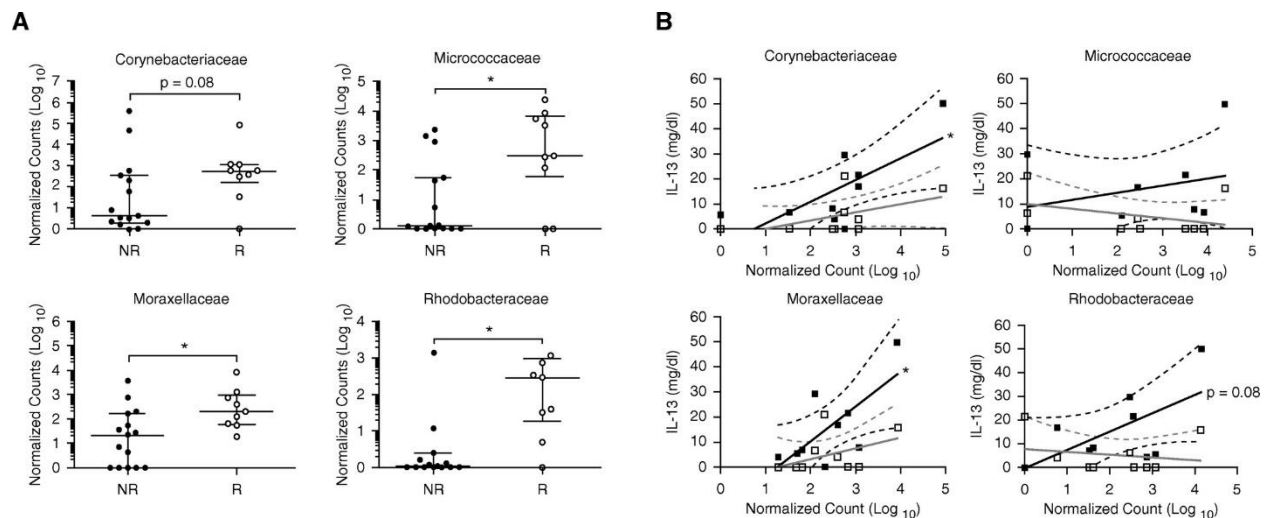 A
Corynebacteriaceae
Normalized Counts (Log 10)
7
6
5
4
3
2
1
0
p = 0.08
NR
R
Micrococcaceae
Normalized Counts (Log 10)
5
4
3
2
1
0
*
NR
R
Moraxellaceae
Normalized Counts (Log 10)
6
5
4
3
2
1
0
*
NR
R
Rhodobacteraceae
Normalized Counts (Log 10)
4
3
2
1
0
*
NR
R
B
Corynebacteriaceae
IL-13 (mg/dl)
60
50
40
30
20
10
0
*
0 1 2 3 4 5
Normalized Count (Log 10)
Micrococcaceae
IL-13 (mg/dl)
60
50
40
30
20
10
0
0 1 2 3 4 5
Normalized Count (Log 10)
Moraxellaceae
IL-13 (mg/dl)
60
50
40
30
20
10
0
*
0 1 2 3 4 5
Normalized Count (Log 10)
Rhodobacteraceae
IL-13 (mg/dl)
60
50
40
30
20
10
0
p = 0.08
0 1 2 3 4 5
Normalized Count (Log 10)